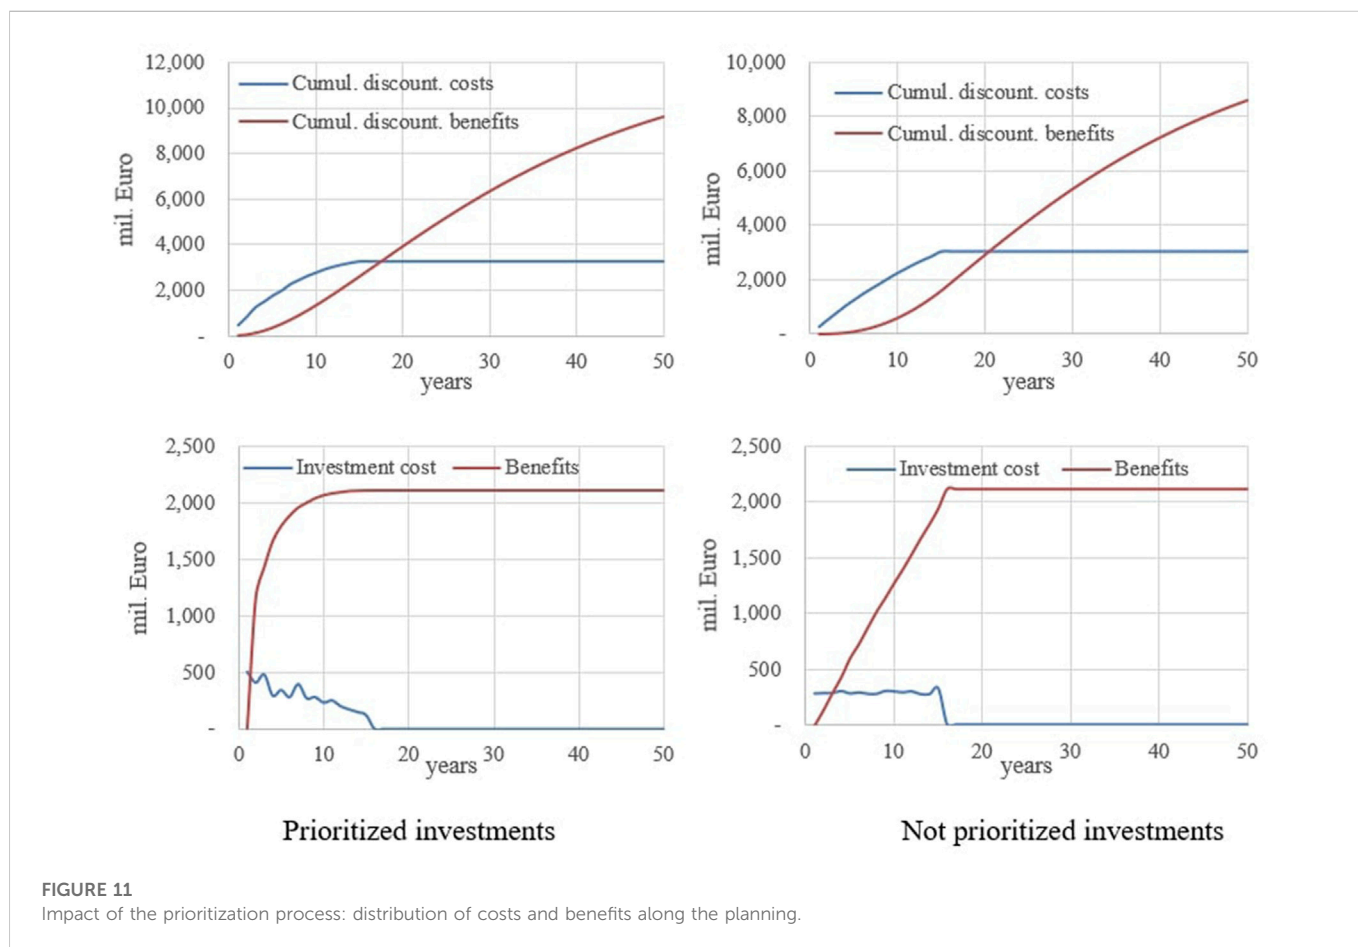 12,000
10,000
8,000
6,000
4,000
2,000
-
mil. Euro
Cumul. discount. costs
Cumul. discount. benefits
0 10 20 30 40 50
years
10,000
8,000
6,000
4,000
2,000
-
mil. Euro
Cumul. discount. costs
Cumul. discount. benefits
0 10 20 30 40 50
years
2,500
2,000
1,500
1,000
500
-
mil. Euro
Investment cost Benefits
0 10 20 30 40 50
years
2,500
2,000
1,500
1,000
500
-
mil. Euro
Investment cost Benefits
0 10 20 30 40 50
years
Prioritized investments
Not prioritized investments
FIGURE 11
Impact of the prioritization process: distribution of costs and benefits along the planning.